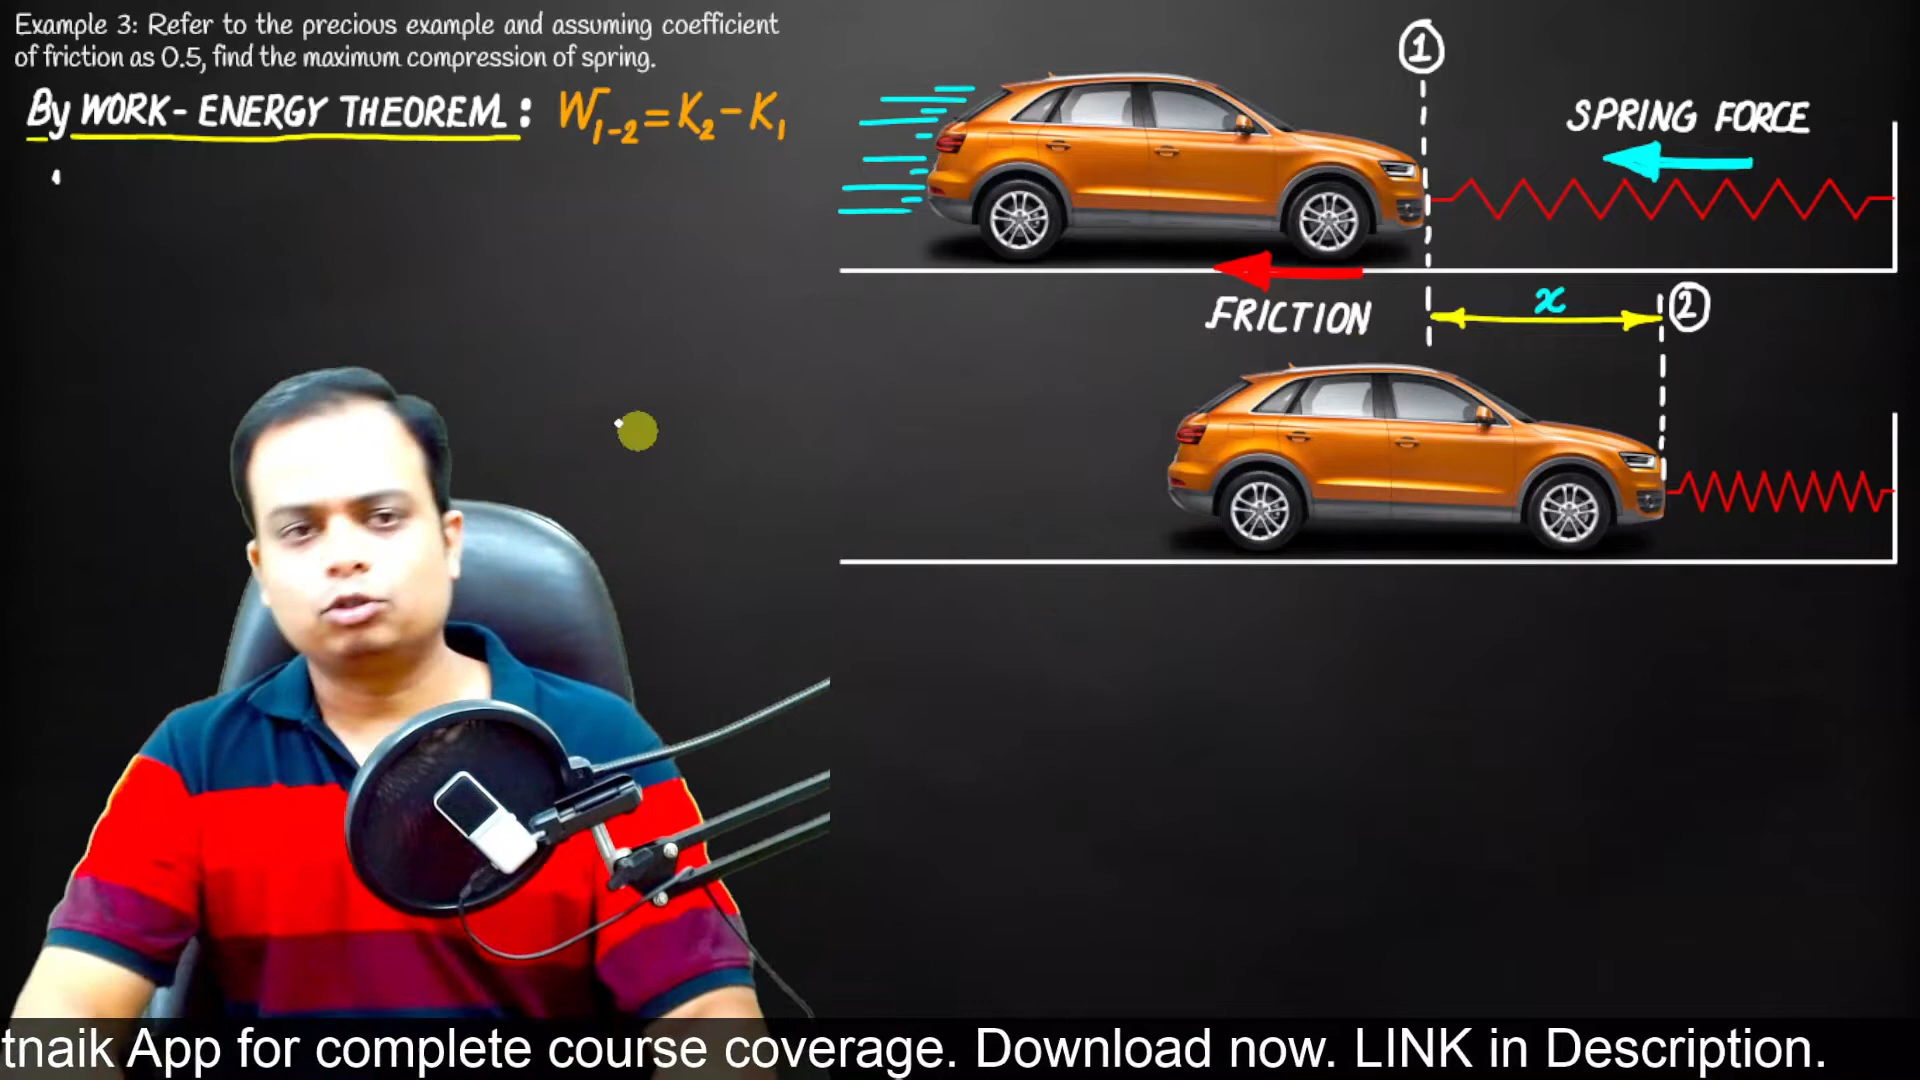 Example 3: Refer to the precious example and assuming coefficient
of friction as 0.5, find the maximum compression of spring.
By WORK-ENERGY THEOREM: W1-2 = K2 - K1
1
SPRING FORCE
FRICTION
x
2
tnaik App for complete course coverage. Download now. LINK in Description.